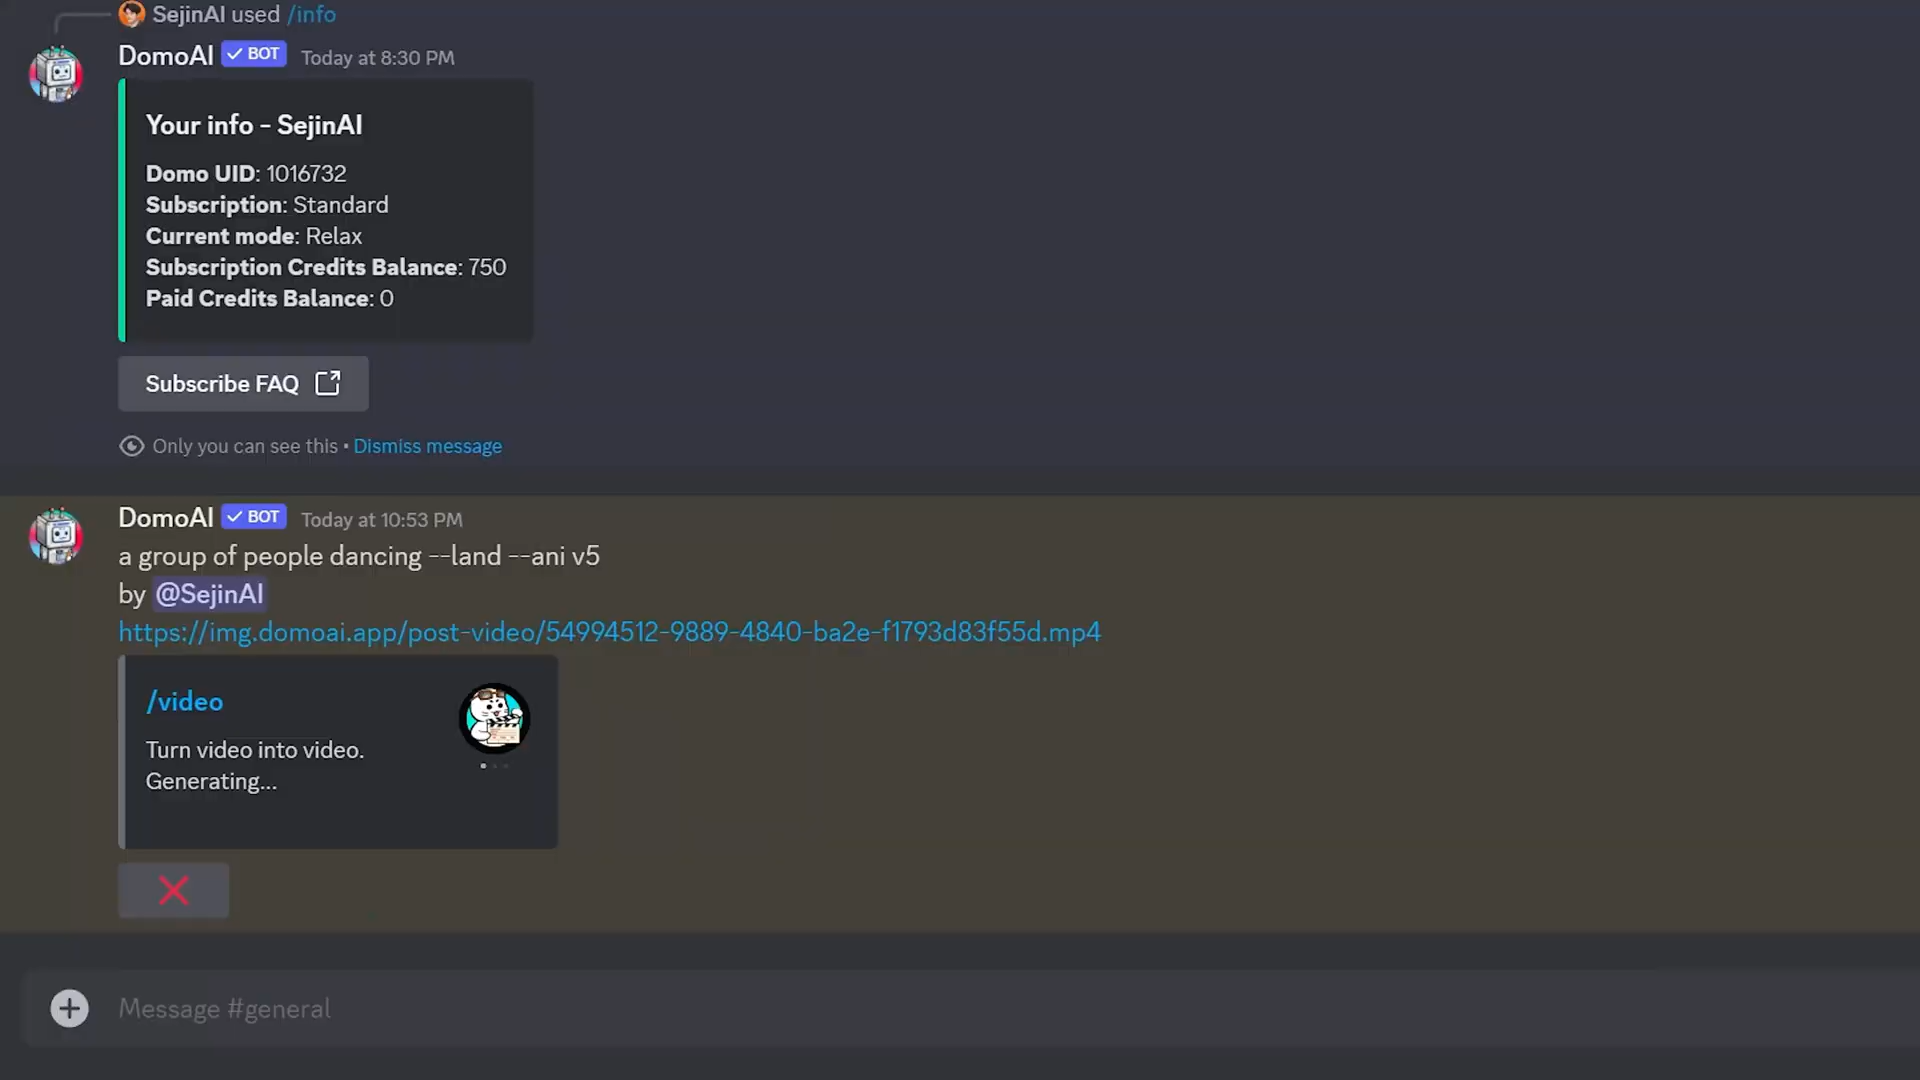 SejinAI used /info
DomoAI BOT Today at 8:30 PM
Your info - SejinAI
Domo UID: 1016732
Subscription: Standard
Current mode: Relax
Subscription Credits Balance: 750
Paid Credits Balance: 0
Subscribe FAQ
Only you can see this • Dismiss message
DomoAI BOT Today at 10:53 PM
a group of people dancing --land --ani v5
by @SejinAI
https://img.domoai.app/post-video/54994512-9889-4840-ba2e-f1793d83f55d.mp4
/video
Turn video into video.
Generating...
Message #general